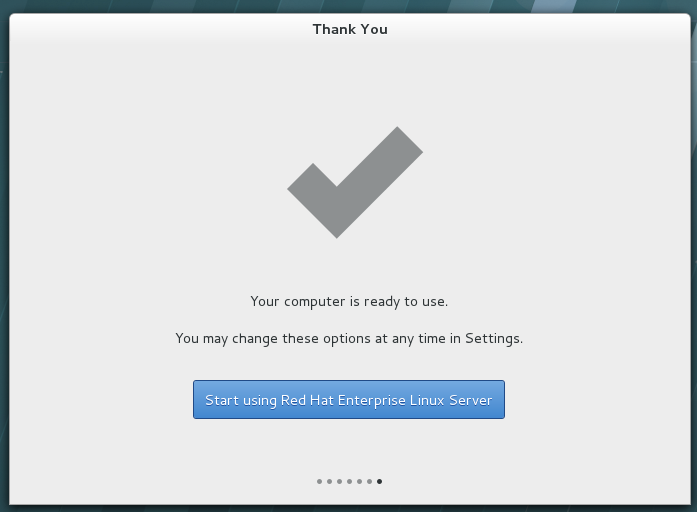 Thank You
Your computer is ready to use.
You may change these options at any time in Settings.
Start using Red Hat Enterprise Linux Server